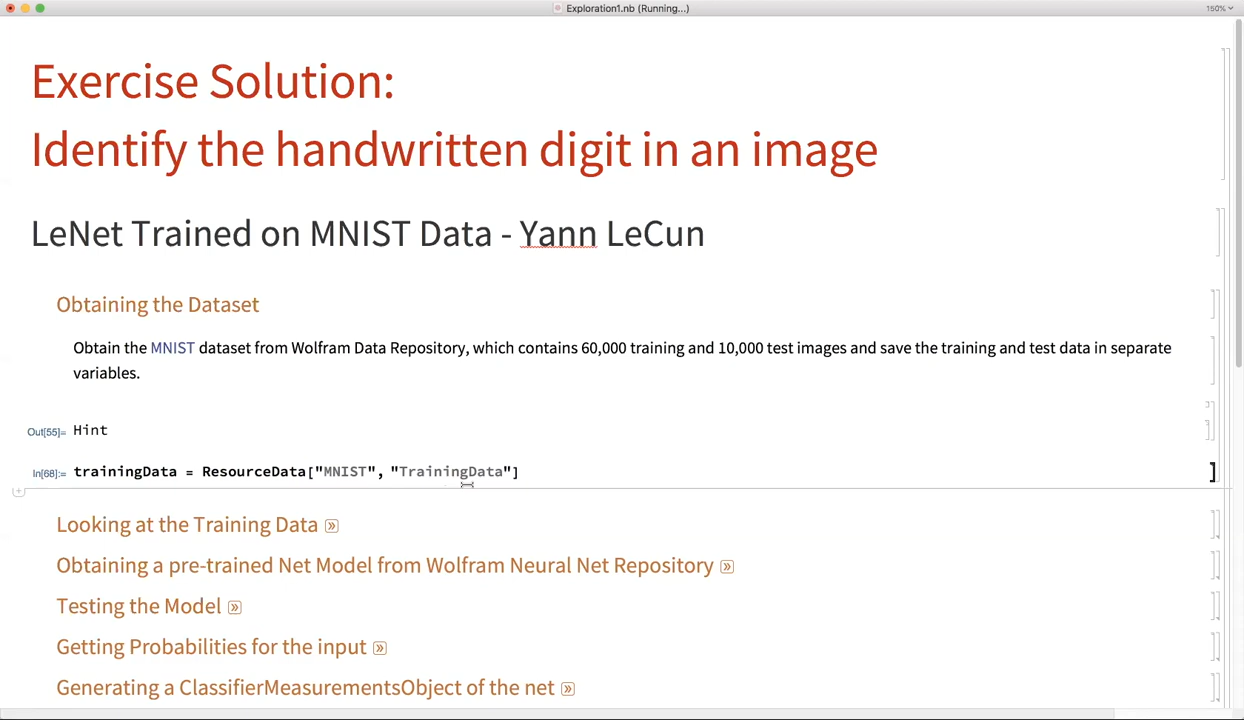 Exploration1.nb (Running...)
150%
Exercise Solution:
Identify the handwritten digit in an image
LeNet Trained on MNIST Data - Yann LeCun
Obtaining the Dataset
Obtain the MNIST dataset from Wolfram Data Repository, which contains 60,000 training and 10,000 test images and save the training and test data in separate
variables.
Out[55]= Hint
In[68]:= trainingData = ResourceData["MNIST", "TrainingData"]
Looking at the Training Data
Obtaining a pre-trained Net Model from Wolfram Neural Net Repository
Testing the Model
Getting Probabilities for the input
Generating a ClassifierMeasurementsObject of the net